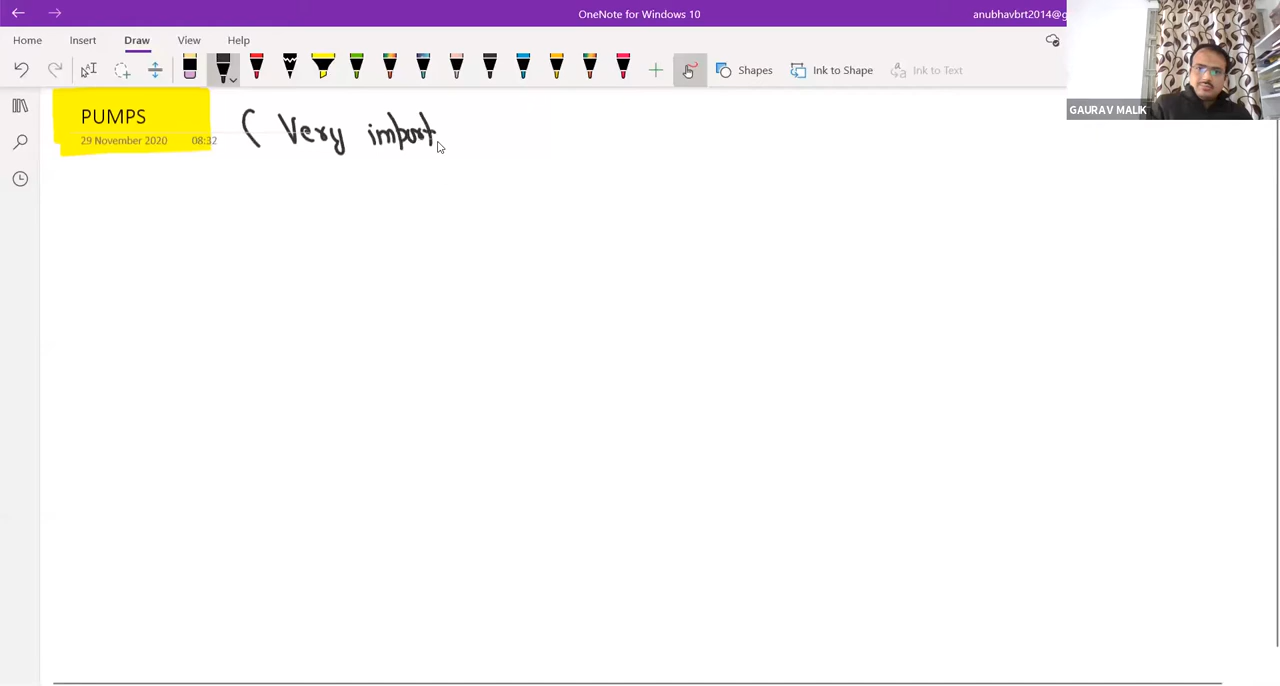 OneNote for Windows 10
anubhavbrt2014@g
Home Insert Draw View Help
Shapes Ink to Shape Ink to Text
GAURAV MALIK
PUMPS ( Very import
29 November 2020 08:32